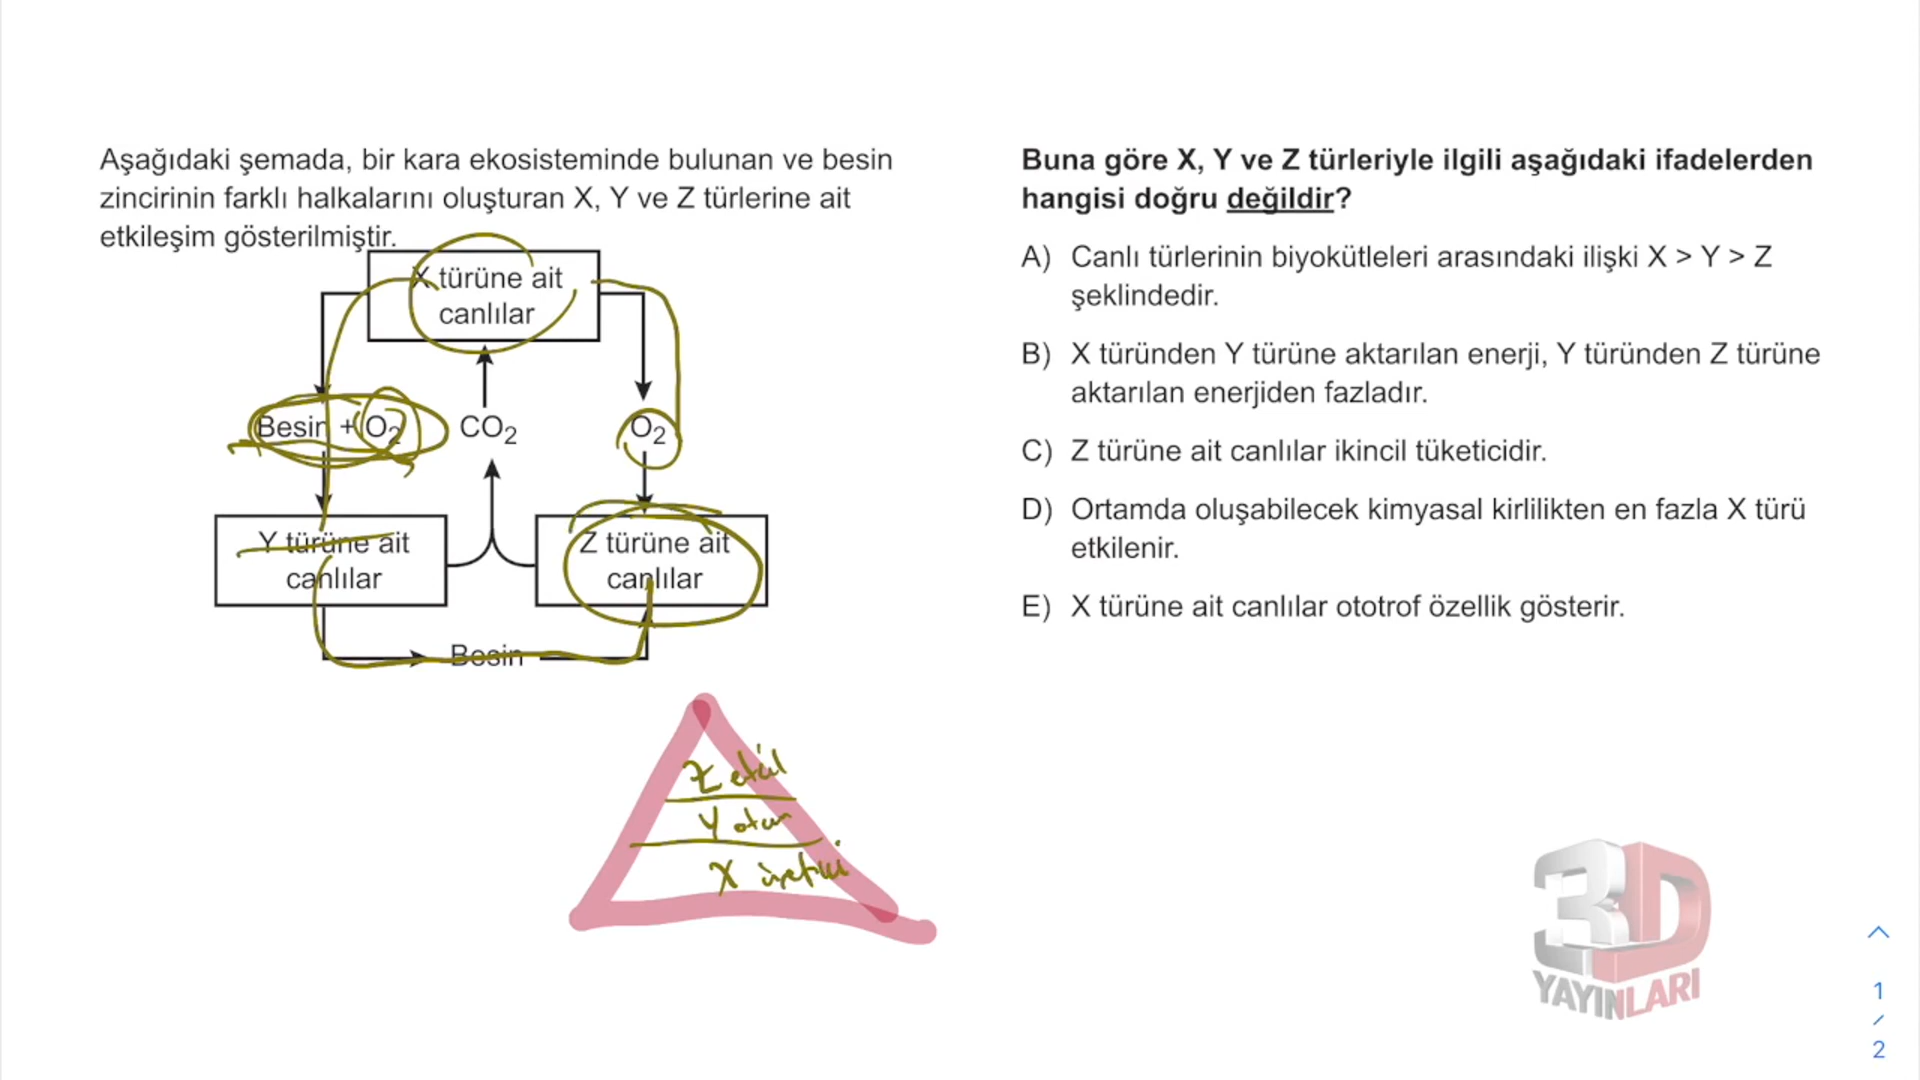 Aşağıdaki şemada, bir kara ekosisteminde bulunan ve besin
zincirinin farklı halkalarını oluşturan X, Y ve Z türlerine ait
etkileşim gösterilmiştir.
X türüne ait
canlılar
Besin + O₂
CO₂
O₂
Y türüne ait
canlılar
Z türüne ait
canlılar
Besin
Z etçil
Y otçul
X üretici
Buna göre X, Y ve Z türleriyle ilgili aşağıdaki ifadelerden
hangisi doğru değildir?
A) Canlı türlerinin biyokütleleri arasındaki ilişki X > Y > Z
şeklindedir.
B) X türünden Y türüne aktarılan enerji, Y türünden Z türüne
aktarılan enerjiden fazladır.
C) Z türüne ait canlılar ikincil tüketicidir.
D) Ortamda oluşabilecek kimyasal kirlilikten en fazla X türü
etkilenir.
E) X türüne ait canlılar ototrof özellik gösterir.
3D
YAYINLARI
1
/
2